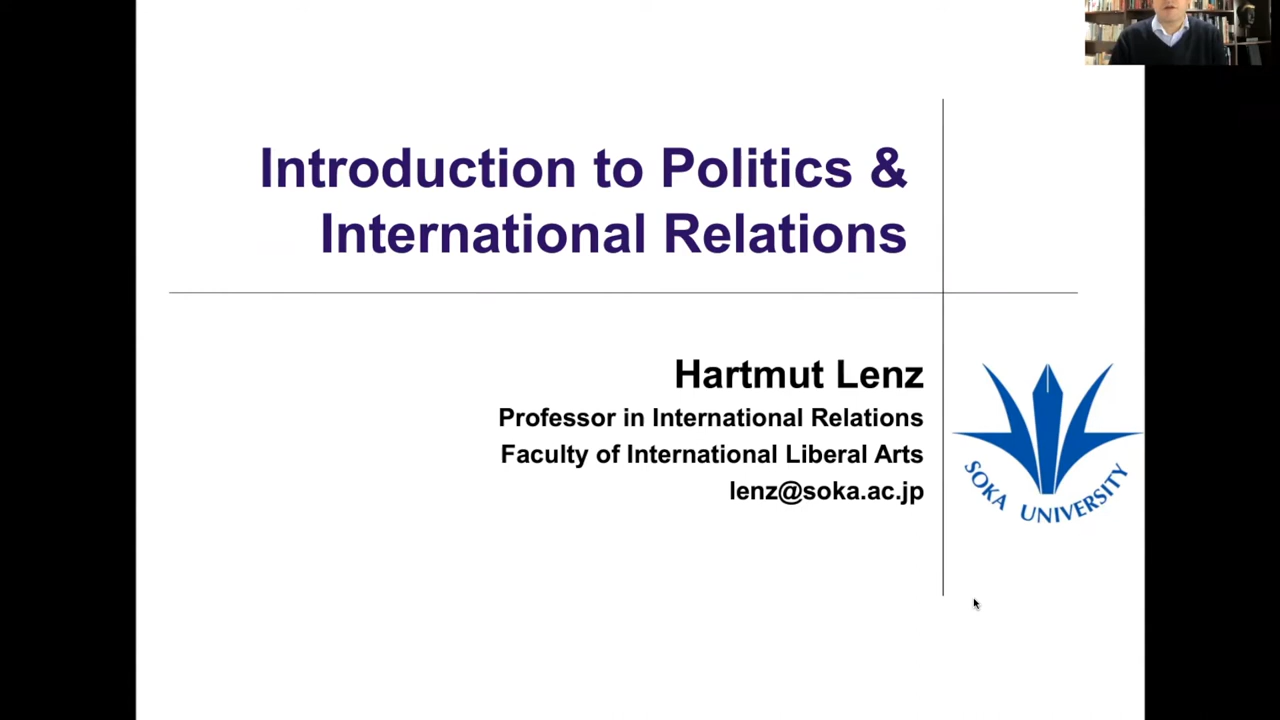 Introduction to Politics &
International Relations
Hartmut Lenz
Professor in International Relations
Faculty of International Liberal Arts
lenz@soka.ac.jp
SOKA UNIVERSITY